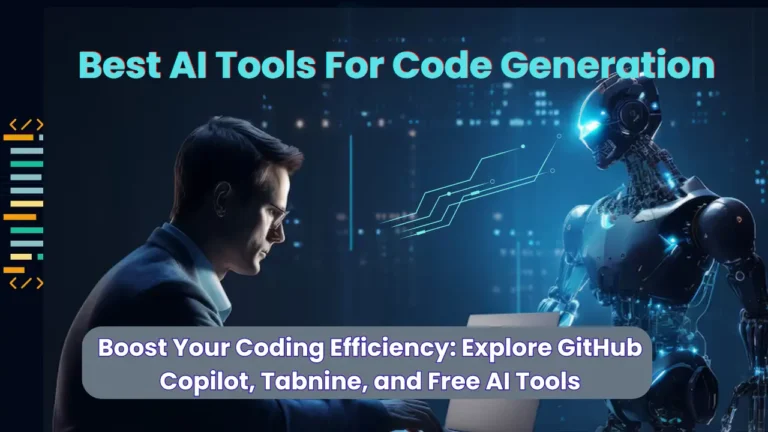 Best AI Tools For Code Generation
Boost Your Coding Efficiency: Explore GitHub
Copilot, Tabnine, and Free AI Tools